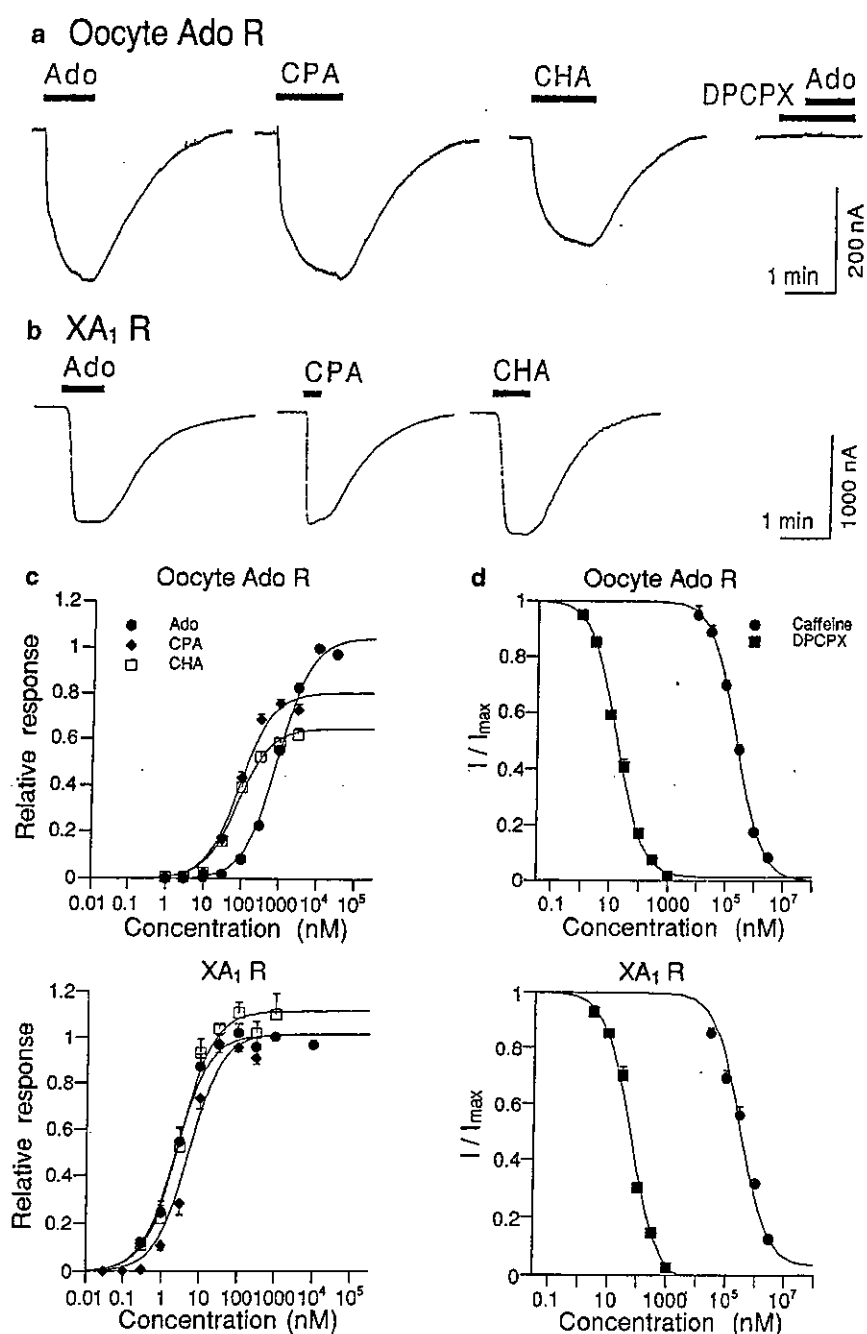 a Oocyte Ado R
Ado
CPA
CHA
Ado
DPCPX
1 min
200 nA
b XA₁ R
Ado
CPA
CHA
1 min
1000 nA
c
Oocyte Ado R
1.2
1
0.8
0.6
0.4
0.2
0
Ado
CPA
CHA
Relative response
0.01 0.1 1 10 100 1000 10⁴ 10⁵
Concentration (nM)
d
Oocyte Ado R
1
0.8
0.6
0.4
0.2
0
Caffeine
DPCPX
I / Imax
0.1 10 1000 10⁵ 10⁷
Concentration (nM)
XA₁ R
1.2
1
0.8
0.6
0.4
0.2
0
Relative response
0.01 0.1 1 10 100 1000 10⁴ 10⁵
Concentration (nM)
XA₁ R
1
0.8
0.6
0.4
0.2
0
I / Imax
0.1 10 1000 10⁵ 10⁷
Concentration (nM)